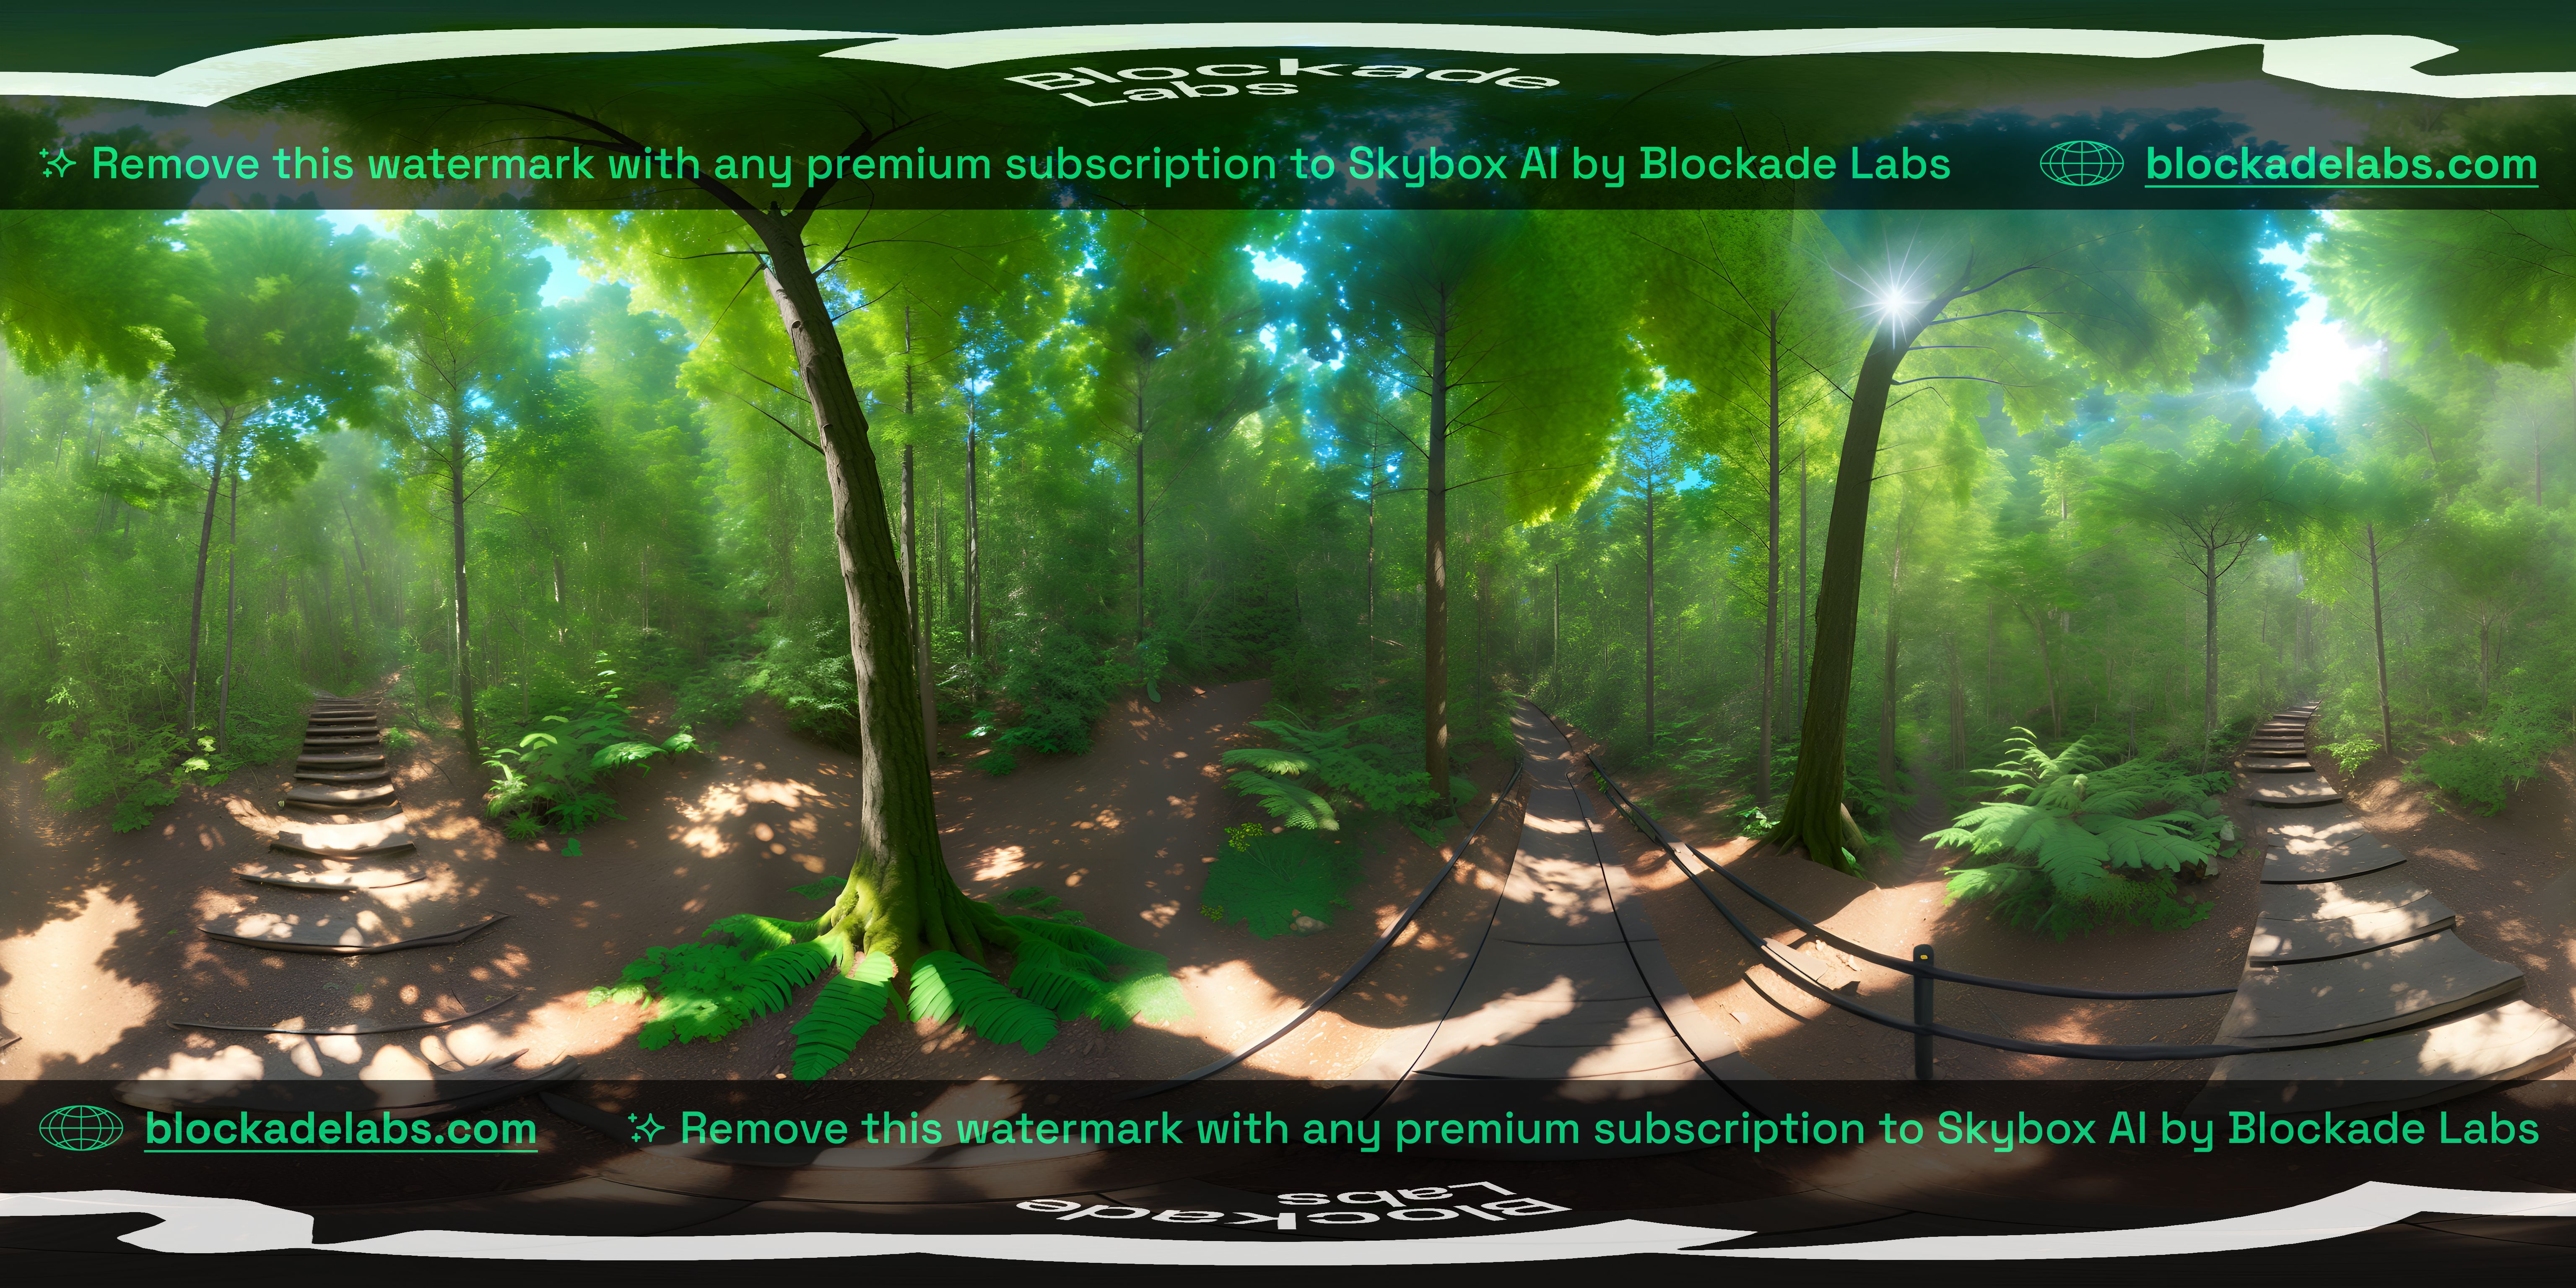 Blockade
Labs
Remove this watermark with any premium subscription to Skybox AI by Blockade Labs blockadelabs.com
blockadelabs.com Remove this watermark with any premium subscription to Skybox AI by Blockade Labs
Labs
Blockade